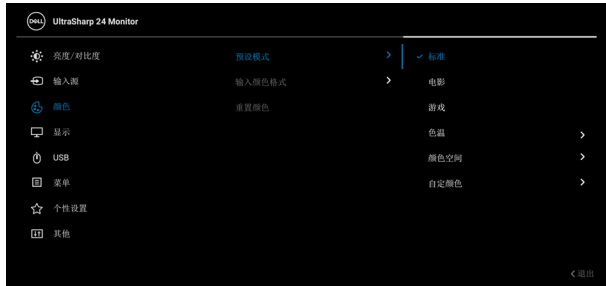 DELL UltraSharp 24 Monitor
亮度/对比度 预设模式 标准
输入源 输入颜色格式 电影
颜色 重置颜色 游戏
显示 色温
USB 颜色空间
菜单 自定颜色
个性设置
其他
退出